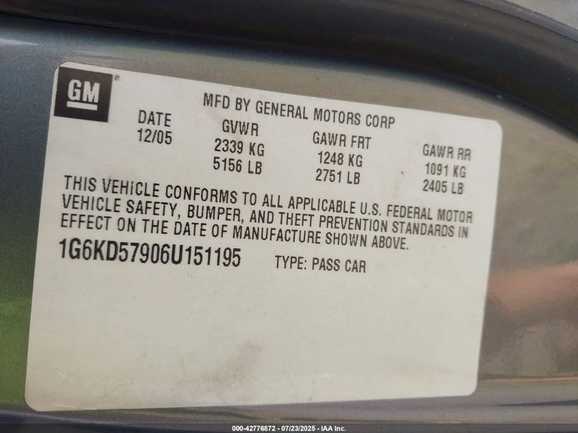 GM®
MFD BY GENERAL MOTORS CORP
DATE GVWR GAWR FRT GAWR RR
12/05 2339 KG 1248 KG 1091 KG
5156 LB 2751 LB 2405 LB
THIS VEHICLE CONFORMS TO ALL APPLICABLE U.S. FEDERAL MOTOR
VEHICLE SAFETY, BUMPER, AND THEFT PREVENTION STANDARDS IN
EFFECT ON THE DATE OF MANUFACTURE SHOWN ABOVE.
1G6KD57906U151195 TYPE: PASS CAR
000-42776872 - 07/23/2025 - IAA Inc.